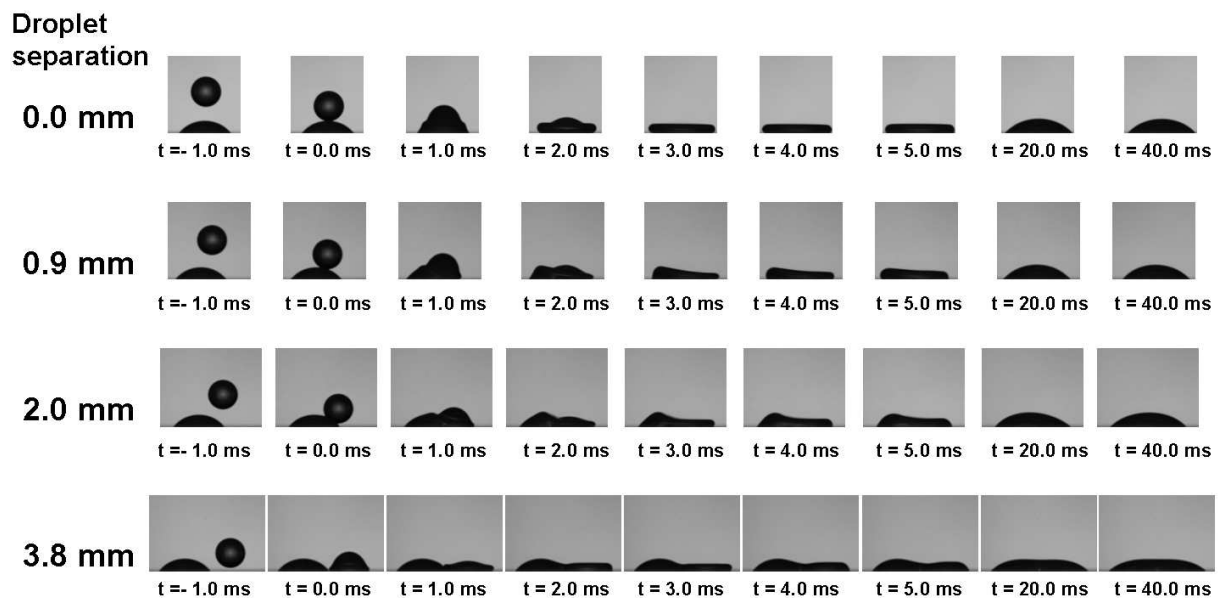 Droplet
separation
0.0 mm
t =- 1.0 ms t = 0.0 ms t = 1.0 ms t = 2.0 ms t = 3.0 ms t = 4.0 ms t = 5.0 ms t = 20.0 ms t = 40.0 ms
0.9 mm
t =- 1.0 ms t = 0.0 ms t = 1.0 ms t = 2.0 ms t = 3.0 ms t = 4.0 ms t = 5.0 ms t = 20.0 ms t = 40.0 ms
2.0 mm
t =- 1.0 ms t = 0.0 ms t = 1.0 ms t = 2.0 ms t = 3.0 ms t = 4.0 ms t = 5.0 ms t = 20.0 ms t = 40.0 ms
3.8 mm
t =- 1.0 ms t = 0.0 ms t = 1.0 ms t = 2.0 ms t = 3.0 ms t = 4.0 ms t = 5.0 ms t = 20.0 ms t = 40.0 ms